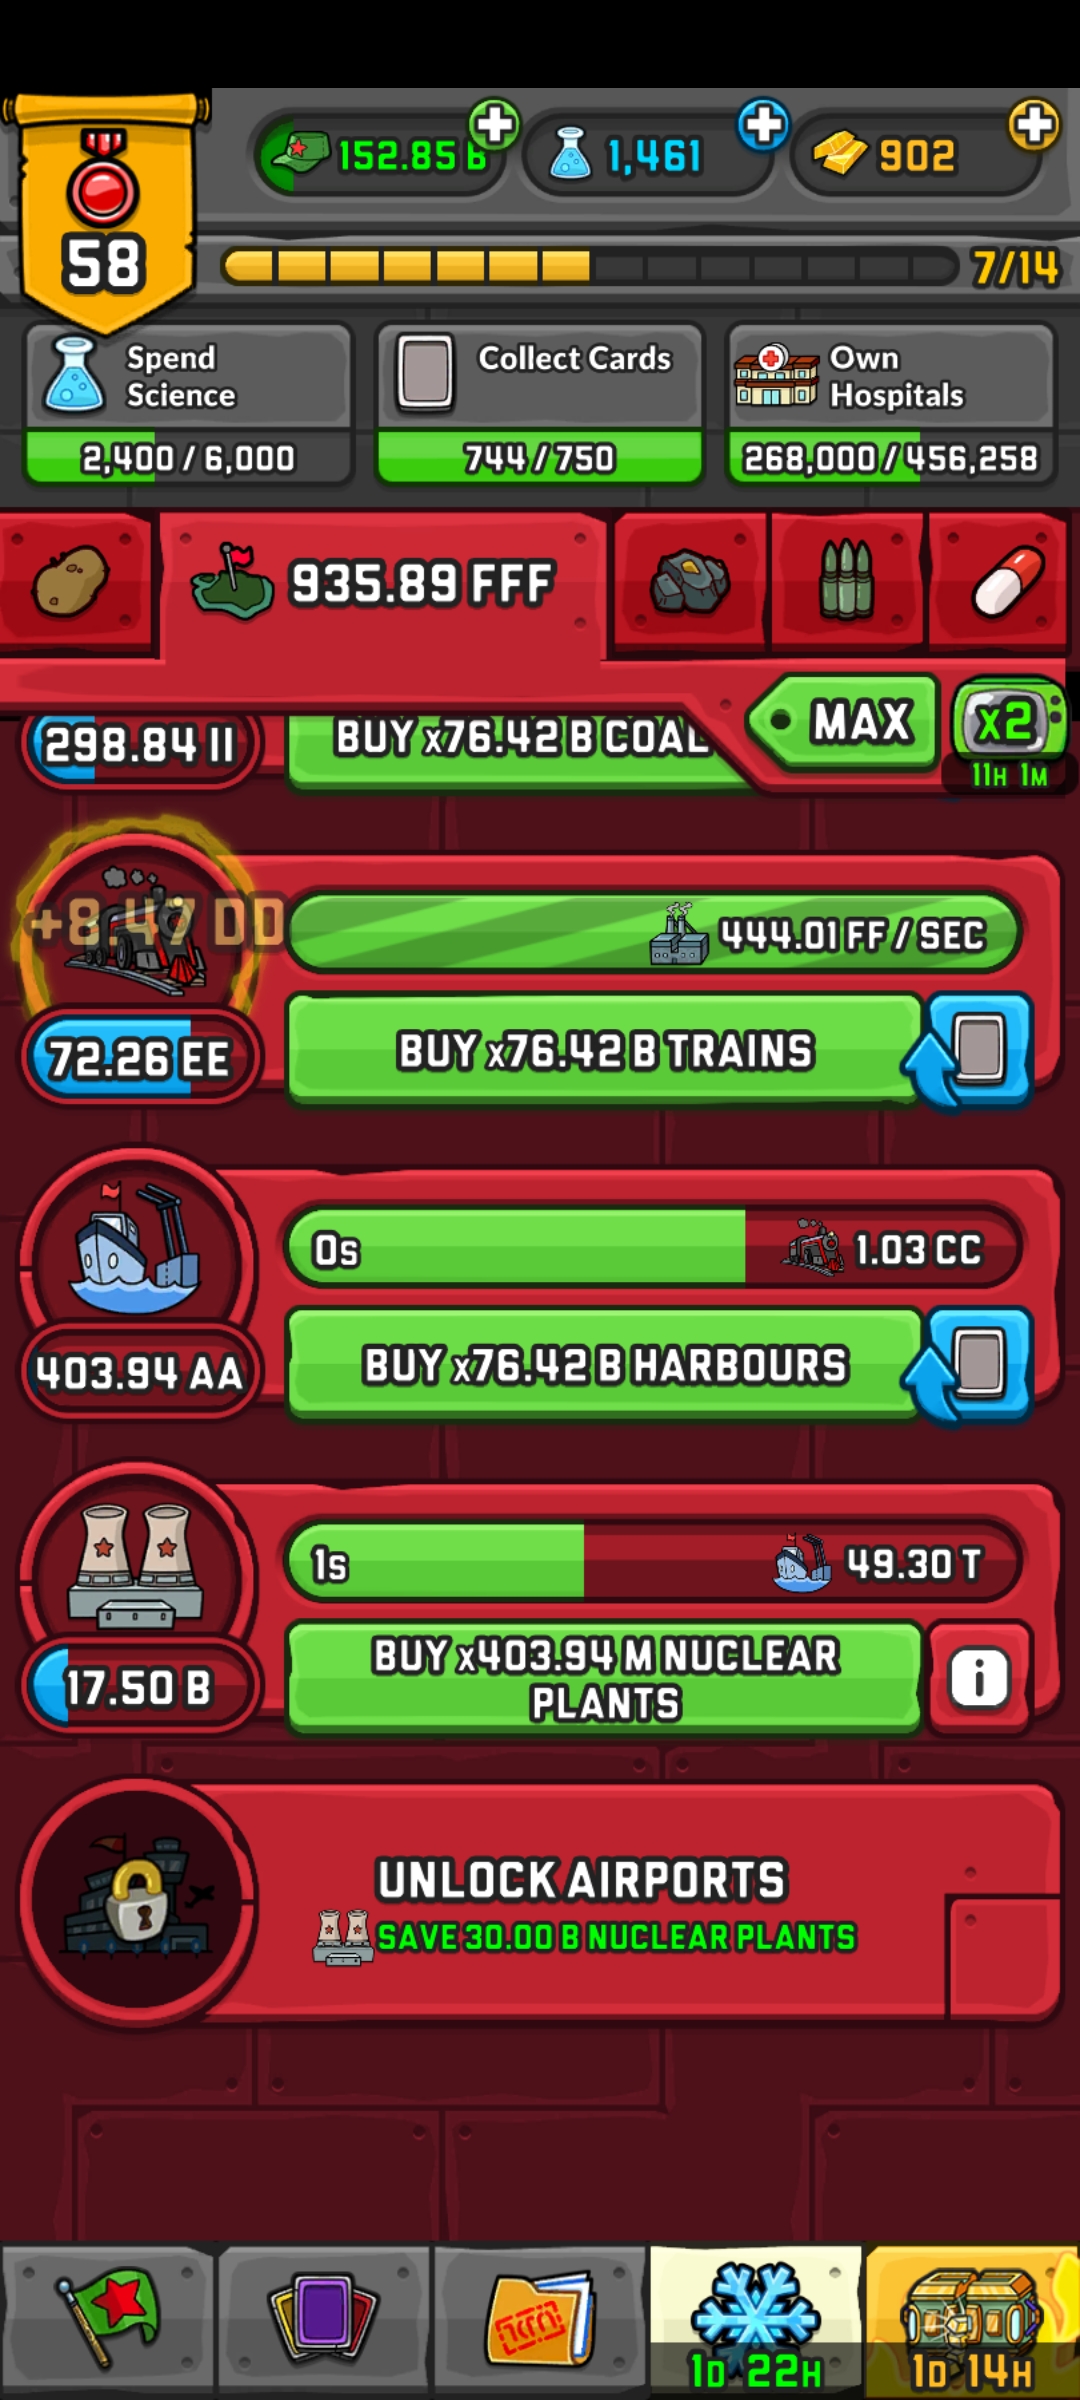 152.85 B
1,461
902
58
7/14
Spend
Science
2,400 / 6,000
Collect Cards
744 / 750
Own
Hospitals
268,000 / 456,258
935.89 FFF
MAX
x2
11H 1M
298.84 II
BUY x76.42 B COAL
+8.47 DD
444.01 FF / SEC
72.26 EE
BUY x76.42 B TRAINS
0s
1.03 CC
403.94 AA
BUY x76.42 B HARBOURS
1s
49.30 T
17.50 B
BUY x403.94 M NUCLEAR
PLANTS
i
UNLOCK AIRPORTS
SAVE 30.00 B NUCLEAR PLANTS
1D 22H
1D 14H